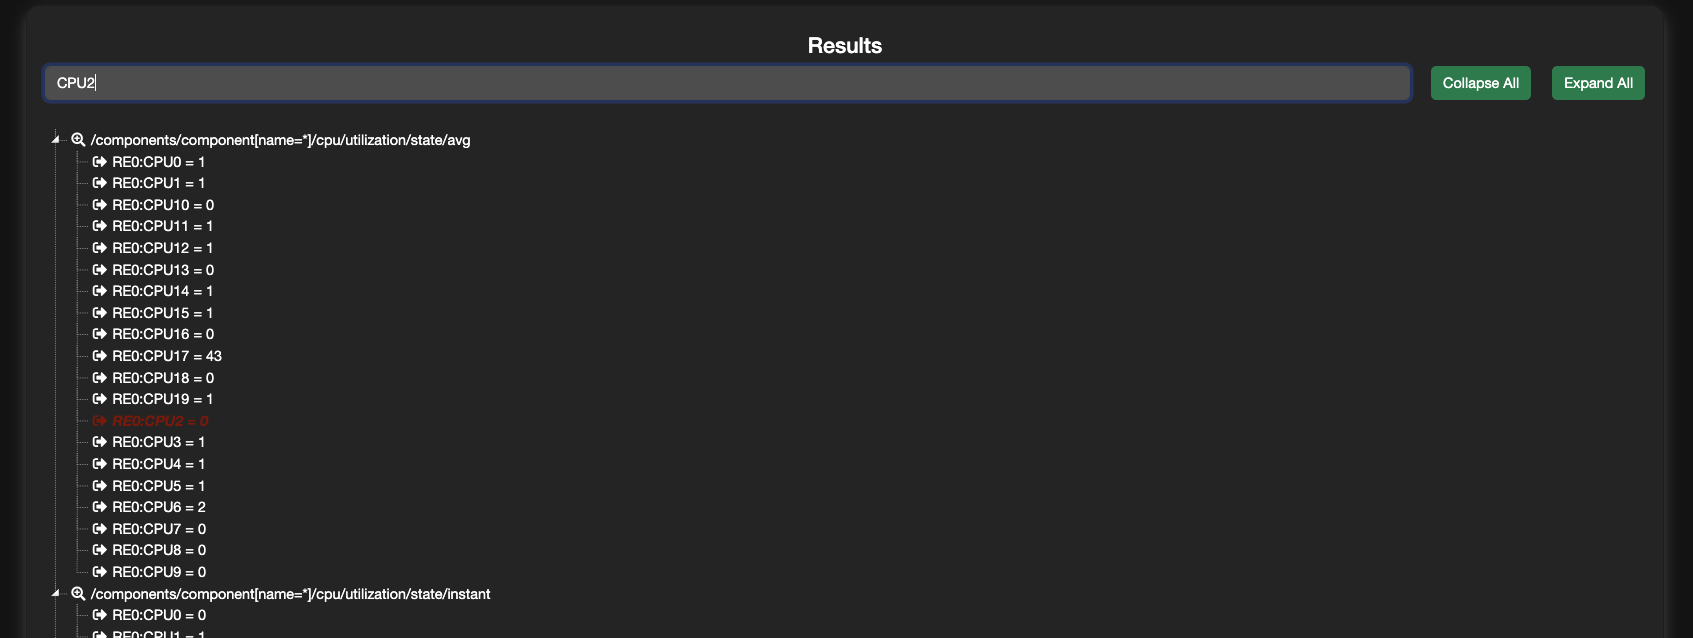 Results
CPU2
Collapse All
Expand All
/components/component[name=*]/cpu/utilization/state/avg
RE0:CPU0 = 1
RE0:CPU1 = 1
RE0:CPU10 = 0
RE0:CPU11 = 1
RE0:CPU12 = 1
RE0:CPU13 = 0
RE0:CPU14 = 1
RE0:CPU15 = 1
RE0:CPU16 = 0
RE0:CPU17 = 43
RE0:CPU18 = 0
RE0:CPU19 = 1
RE0:CPU2 = 0
RE0:CPU3 = 1
RE0:CPU4 = 1
RE0:CPU5 = 1
RE0:CPU6 = 2
RE0:CPU7 = 0
RE0:CPU8 = 0
RE0:CPU9 = 0
/components/component[name=*]/cpu/utilization/state/instant
RE0:CPU0 = 0
RE0:CPU1 = 1